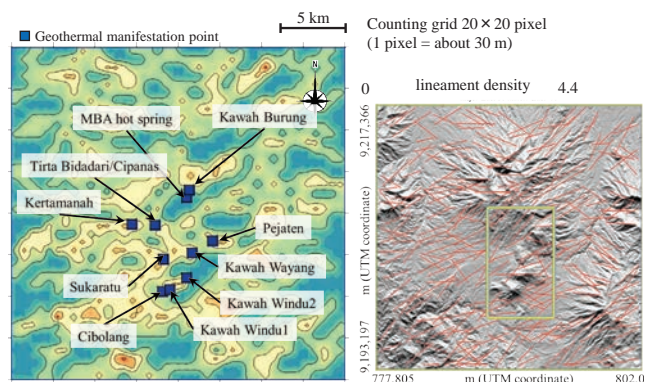 5 km
Geothermal manifestation point
N
MBA hot spring
Kawah Burung
Tirta Bidadari/Cipanas
Kertamanah
Pejaten
Kawah Wayang
Sukaratu
Kawah Windu2
Cibolang
Kawah Windu1
Counting grid 20 × 20 pixel
(1 pixel = about 30 m)
0 lineament density 4.4
9,217,366
m (UTM coordinate)
9,193,197
777,805 m (UTM coordinate) 802,0